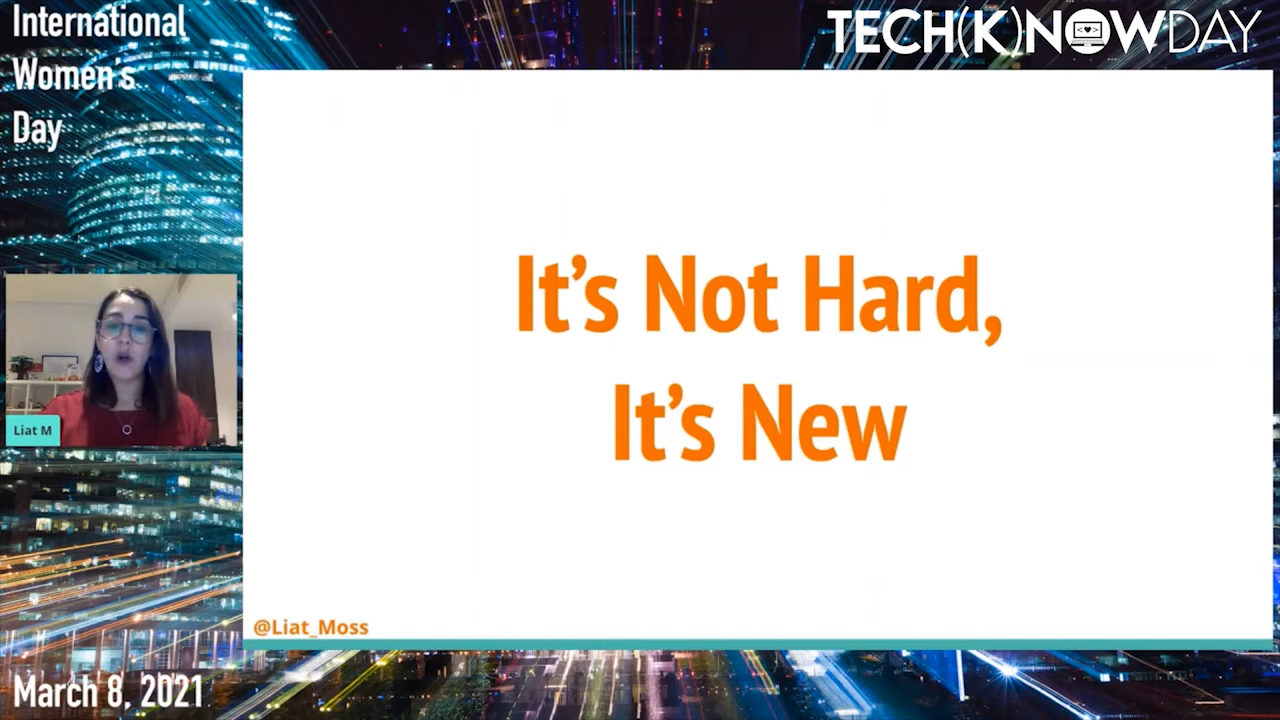 International
Women's
Day
TECH(K)NOWDAY
It's Not Hard,
It's New
Liat M
@Liat_Moss
March 8, 2021